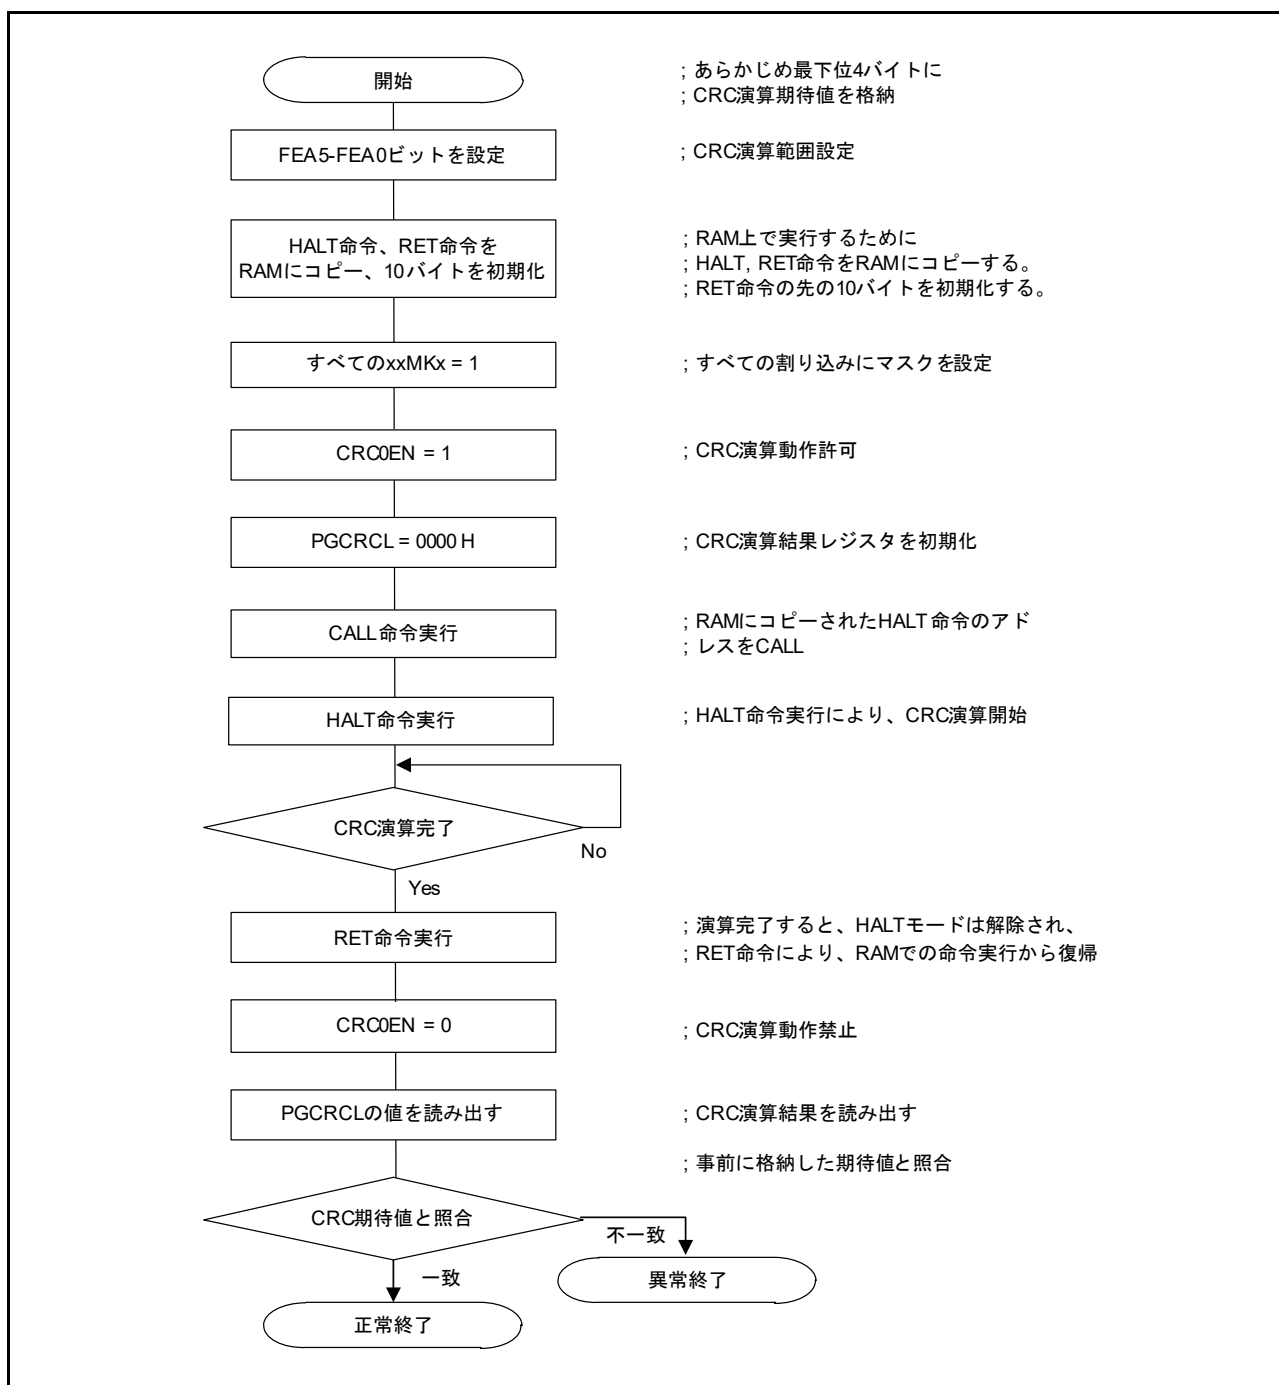 開始
; あらかじめ最下位4バイトに
; CRC演算期待値を格納
FEA5-FEA0ビットを設定
; CRC演算範囲設定
HALT命令、RET命令を
RAMにコピー、10バイトを初期化
; RAM上で実行するために
; HALT, RET命令をRAMにコピーする。
; RET命令の先の10バイトを初期化する。
すべてのxxMKx = 1
; すべての割り込みにマスクを設定
CRC0EN = 1
; CRC演算動作許可
PGCRCL = 0000 H
; CRC演算結果レジスタを初期化
CALL命令実行
; RAMにコピーされたHALT命令のアド
; レスをCALL
HALT命令実行
; HALT命令実行により、CRC演算開始
CRC演算完了
No
Yes
RET命令実行
; 演算完了すると、HALTモードは解除され、
; RET命令により、RAMでの命令実行から復帰
CRC0EN = 0
; CRC演算動作禁止
PGCRCLの値を読み出す
; CRC演算結果を読み出す
; 事前に格納した期待値と照合
CRC期待値と照合
不一致
一致
異常終了
正常終了